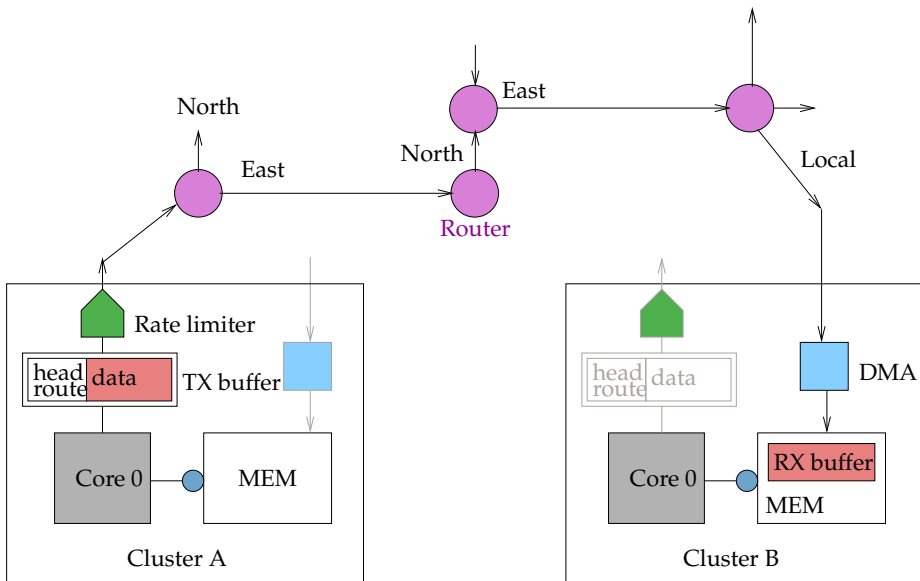 North
East
East
North
Local
Router
Rate limiter
head
route
data
TX buffer
Core 0
MEM
Cluster A
head
route
data
DMA
Core 0
RX buffer
MEM
Cluster B